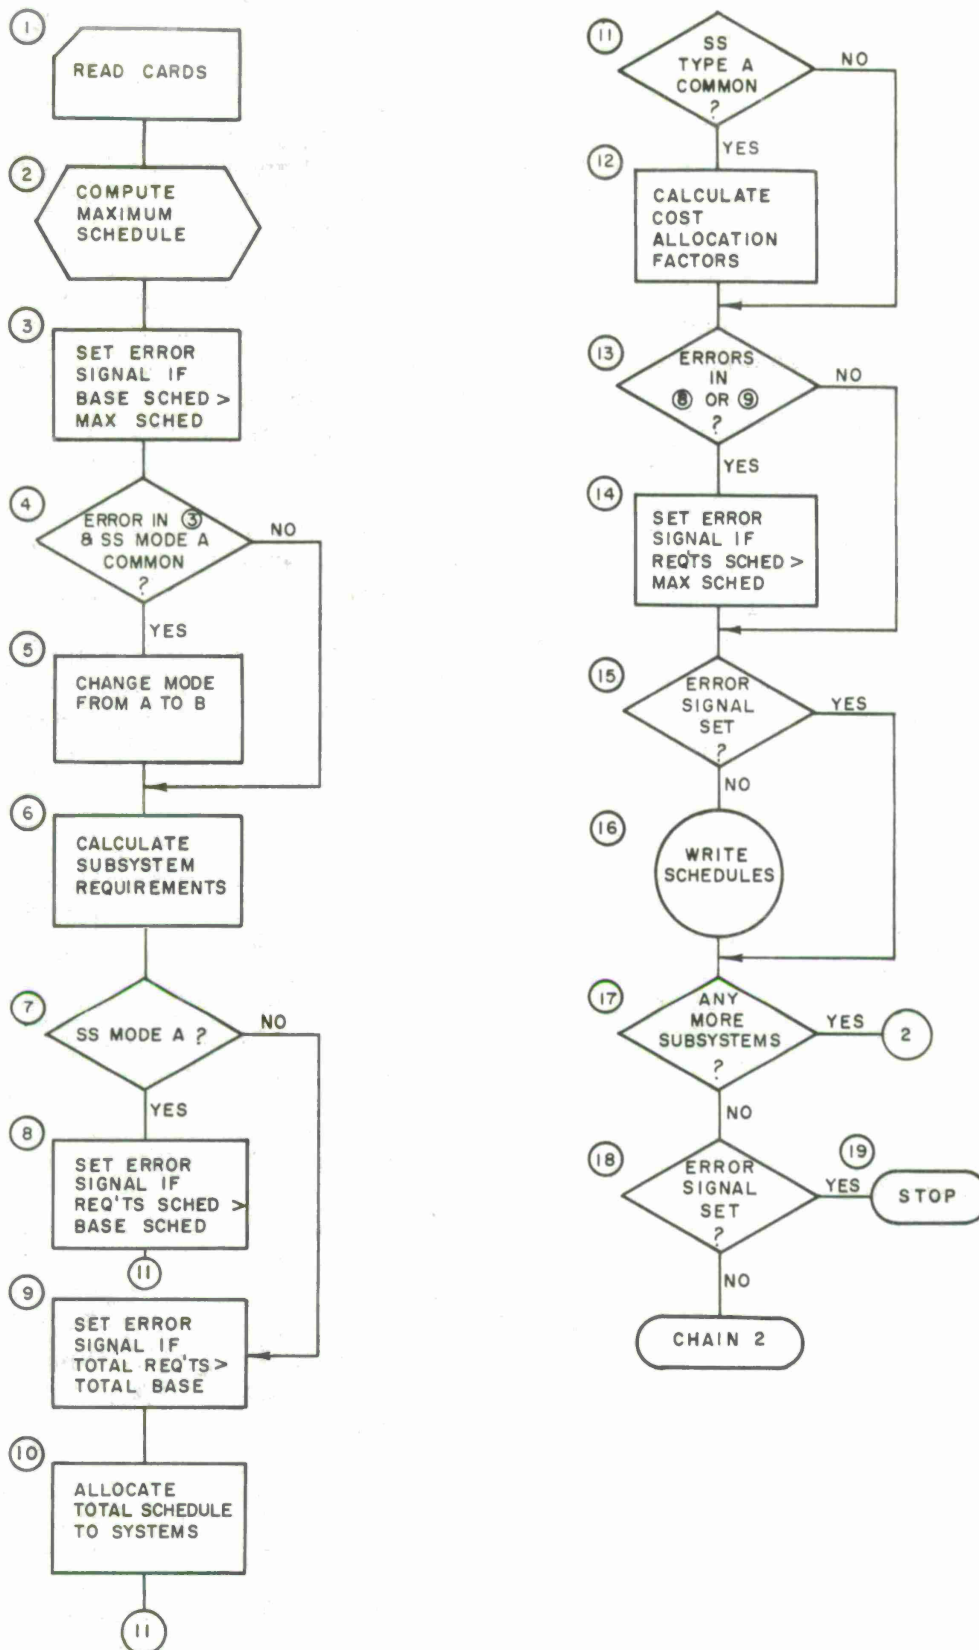 1
READ CARDS
2
COMPUTE
MAXIMUM
SCHEDULE
3
SET ERROR
SIGNAL IF
BASE SCHED >
MAX SCHED
4
ERROR IN 3
& SS MODE A
COMMON
?
NO
YES
5
CHANGE MODE
FROM A TO B
6
CALCULATE
SUBSYSTEM
REQUIREMENTS
7
SS MODE A ?
NO
YES
8
SET ERROR
SIGNAL IF
REQ'TS SCHED >
BASE SCHED
11
9
SET ERROR
SIGNAL IF
TOTAL REQ'TS >
TOTAL BASE
10
ALLOCATE
TOTAL SCHEDULE
TO SYSTEMS
11
11
SS
TYPE A
COMMON
?
NO
YES
12
CALCULATE
COST
ALLOCATION
FACTORS
13
ERRORS
IN
8 OR 9
?
NO
YES
14
SET ERROR
SIGNAL IF
REQ'TS SCHED >
MAX SCHED
15
ERROR
SIGNAL
SET
?
YES
NO
16
WRITE
SCHEDULES
17
ANY
MORE
SUBSYSTEMS
?
YES
2
NO
18
ERROR
SIGNAL
SET
?
YES
19
STOP
NO
CHAIN 2